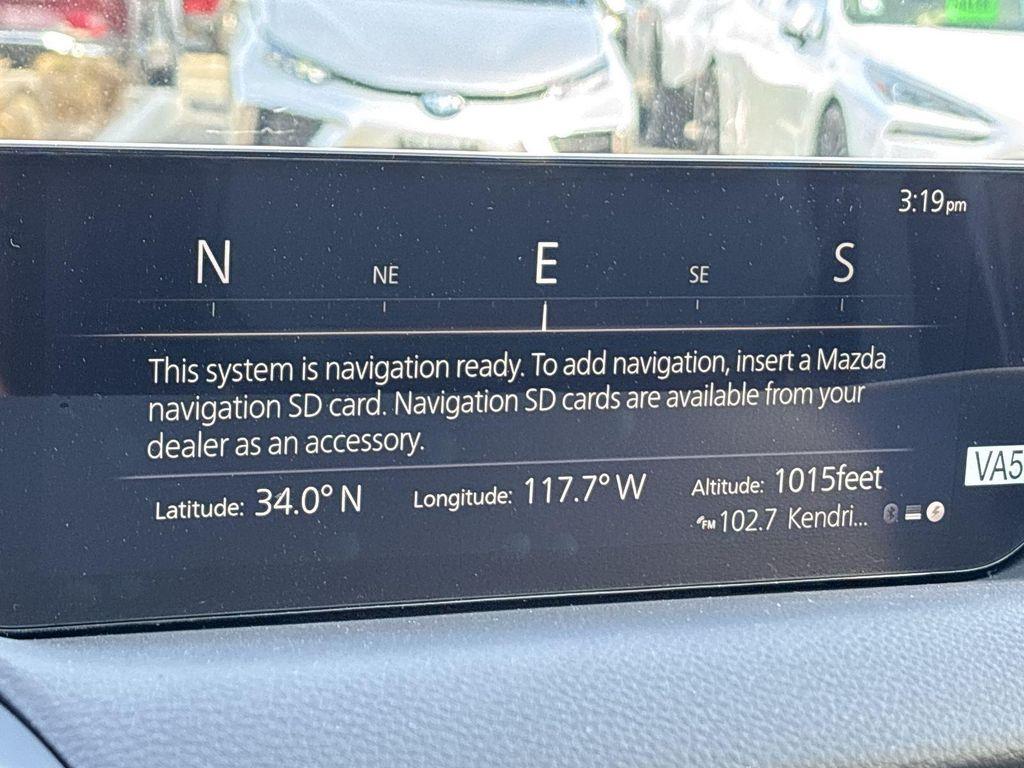 3:19pm
N NE E SE S
This system is navigation ready. To add navigation, insert a Mazda
navigation SD card. Navigation SD cards are available from your
dealer as an accessory.
Latitude: 34.0° N Longitude: 117.7° W Altitude: 1015feet
VA5
FM 102.7 Kendri...